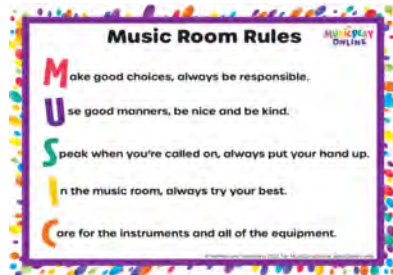 Music Room Rules
MUSICPLAY
ONLINE
Make good choices, always be responsible.
Use good manners, be nice and be kind.
Speak when you're called on, always put your hand up.
In the music room, always try your best.
Care for the instruments and all of the equipment.